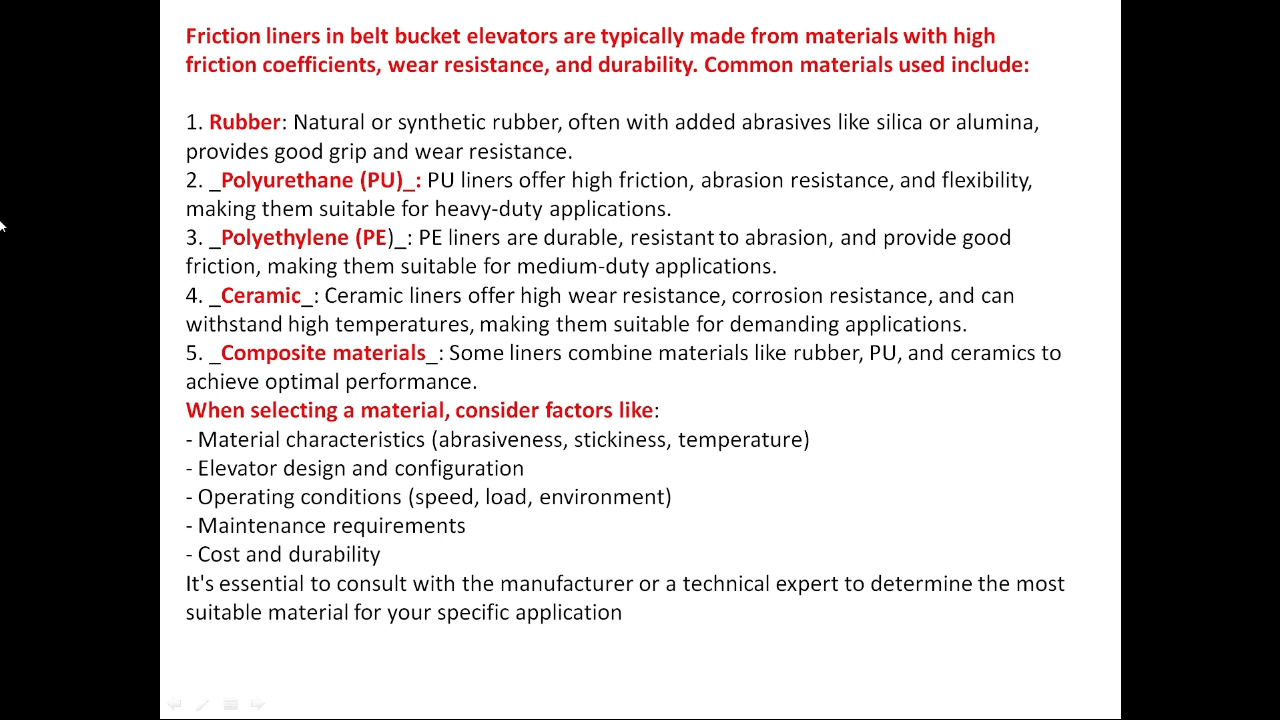 Friction liners in belt bucket elevators are typically made from materials with high
friction coefficients, wear resistance, and durability. Common materials used include:
1. Rubber: Natural or synthetic rubber, often with added abrasives like silica or alumina,
provides good grip and wear resistance.
2. _Polyurethane (PU)_: PU liners offer high friction, abrasion resistance, and flexibility,
making them suitable for heavy-duty applications.
3. _Polyethylene (PE)_: PE liners are durable, resistant to abrasion, and provide good
friction, making them suitable for medium-duty applications.
4. _Ceramic_: Ceramic liners offer high wear resistance, corrosion resistance, and can
withstand high temperatures, making them suitable for demanding applications.
5. _Composite materials_: Some liners combine materials like rubber, PU, and ceramics to
achieve optimal performance.
When selecting a material, consider factors like:
- Material characteristics (abrasiveness, stickiness, temperature)
- Elevator design and configuration
- Operating conditions (speed, load, environment)
- Maintenance requirements
- Cost and durability
It's essential to consult with the manufacturer or a technical expert to determine the most
suitable material for your specific application